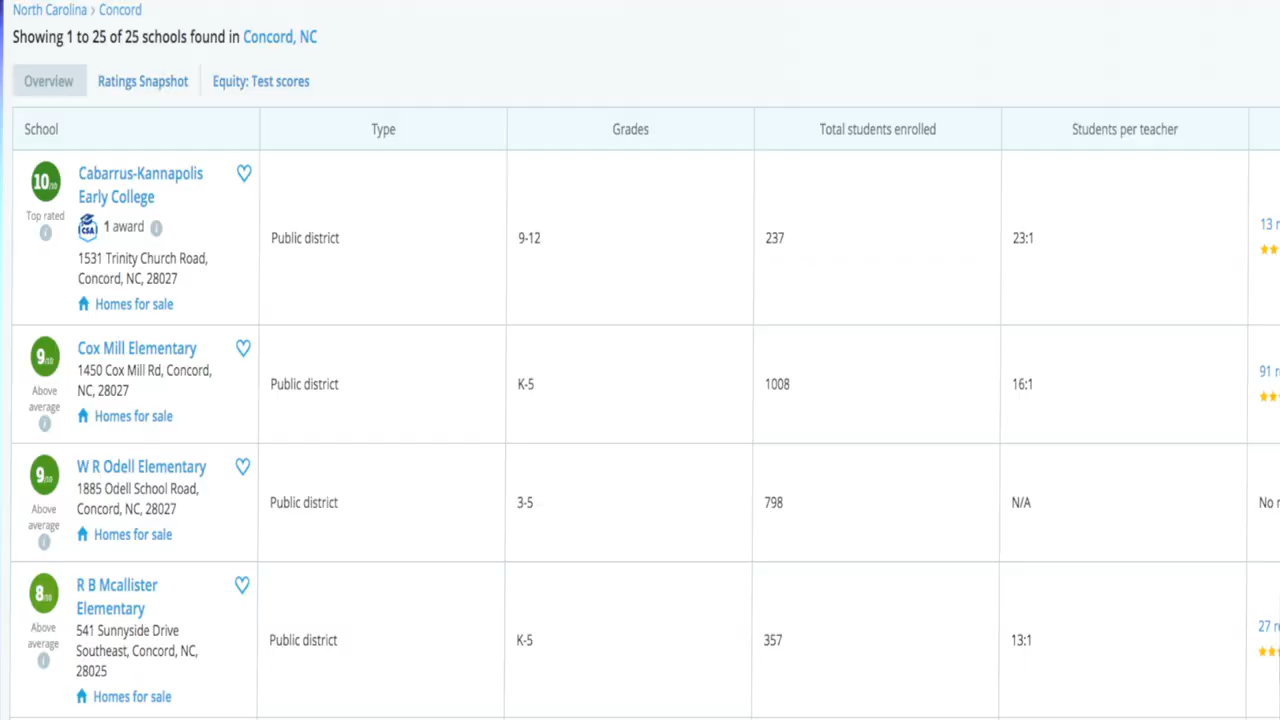 North Carolina › Concord
Showing 1 to 25 of 25 schools found in Concord, NC
Overview Ratings Snapshot Equity: Test scores
School Type Grades Total students enrolled Students per teacher
10/10
Top rated
Cabarrus-Kannapolis
Early College
CSA 1 award
1531 Trinity Church Road,
Concord, NC, 28027
Homes for sale
Public district 9-12 237 23:1 13
9/10
Above
average
Cox Mill Elementary
1450 Cox Mill Rd, Concord,
NC, 28027
Homes for sale
Public district K-5 1008 16:1 91
9/10
Above
average
W R Odell Elementary
1885 Odell School Road,
Concord, NC, 28027
Homes for sale
Public district 3-5 798 N/A No
8/10
Above
average
R B Mcallister
Elementary
541 Sunnyside Drive
Southeast, Concord, NC,
28025
Homes for sale
Public district K-5 357 13:1 27